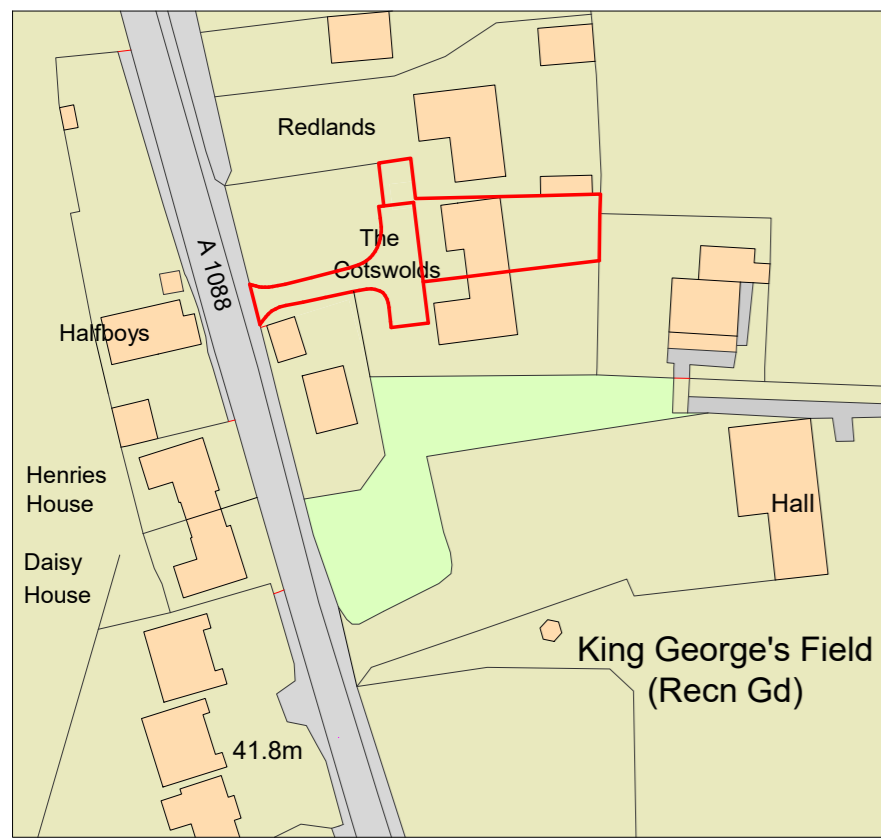 Redlands
The
Cotswolds
A 1088
Halfboys
Henries
House
Hall
Daisy
House
King George's Field
(Recn Gd)
41.8m